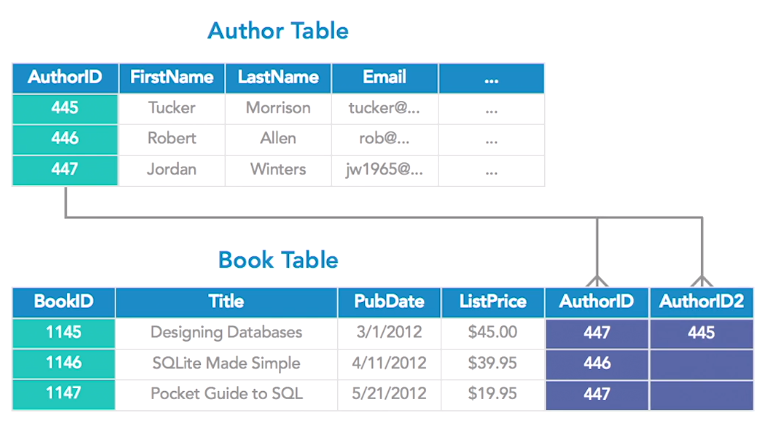 Author Table
AuthorID FirstName LastName Email ...
445 Tucker Morrison tucker@... ...
446 Robert Allen rob@... ...
447 Jordan Winters jw1965@... ...
Book Table
BookID Title PubDate ListPrice AuthorID AuthorID2
1145 Designing Databases 3/1/2012 $45.00 447 445
1146 SQLite Made Simple 4/11/2012 $39.95 446
1147 Pocket Guide to SQL 5/21/2012 $19.95 447